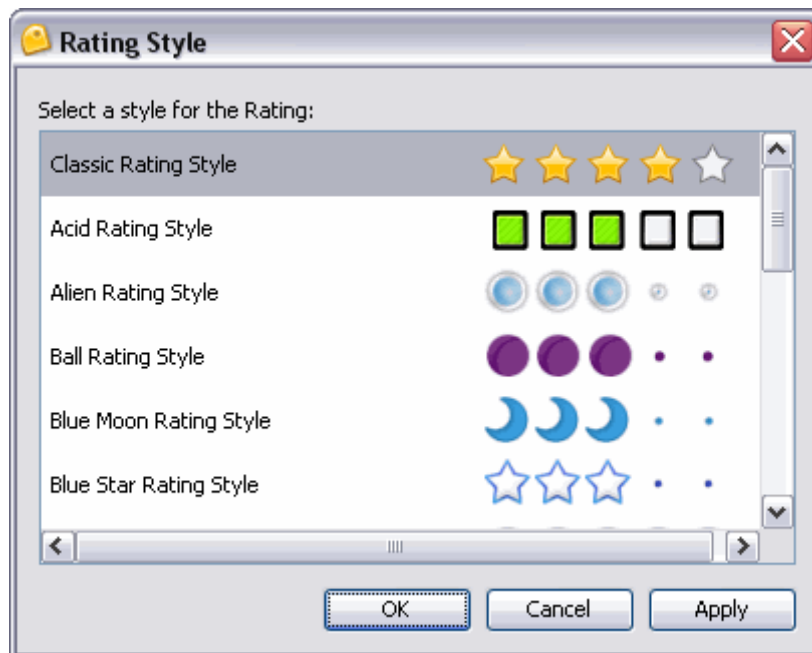 Rating Style
Select a style for the Rating:
Classic Rating Style
Acid Rating Style
Alien Rating Style
Ball Rating Style
Blue Moon Rating Style
Blue Star Rating Style
OK Cancel Apply